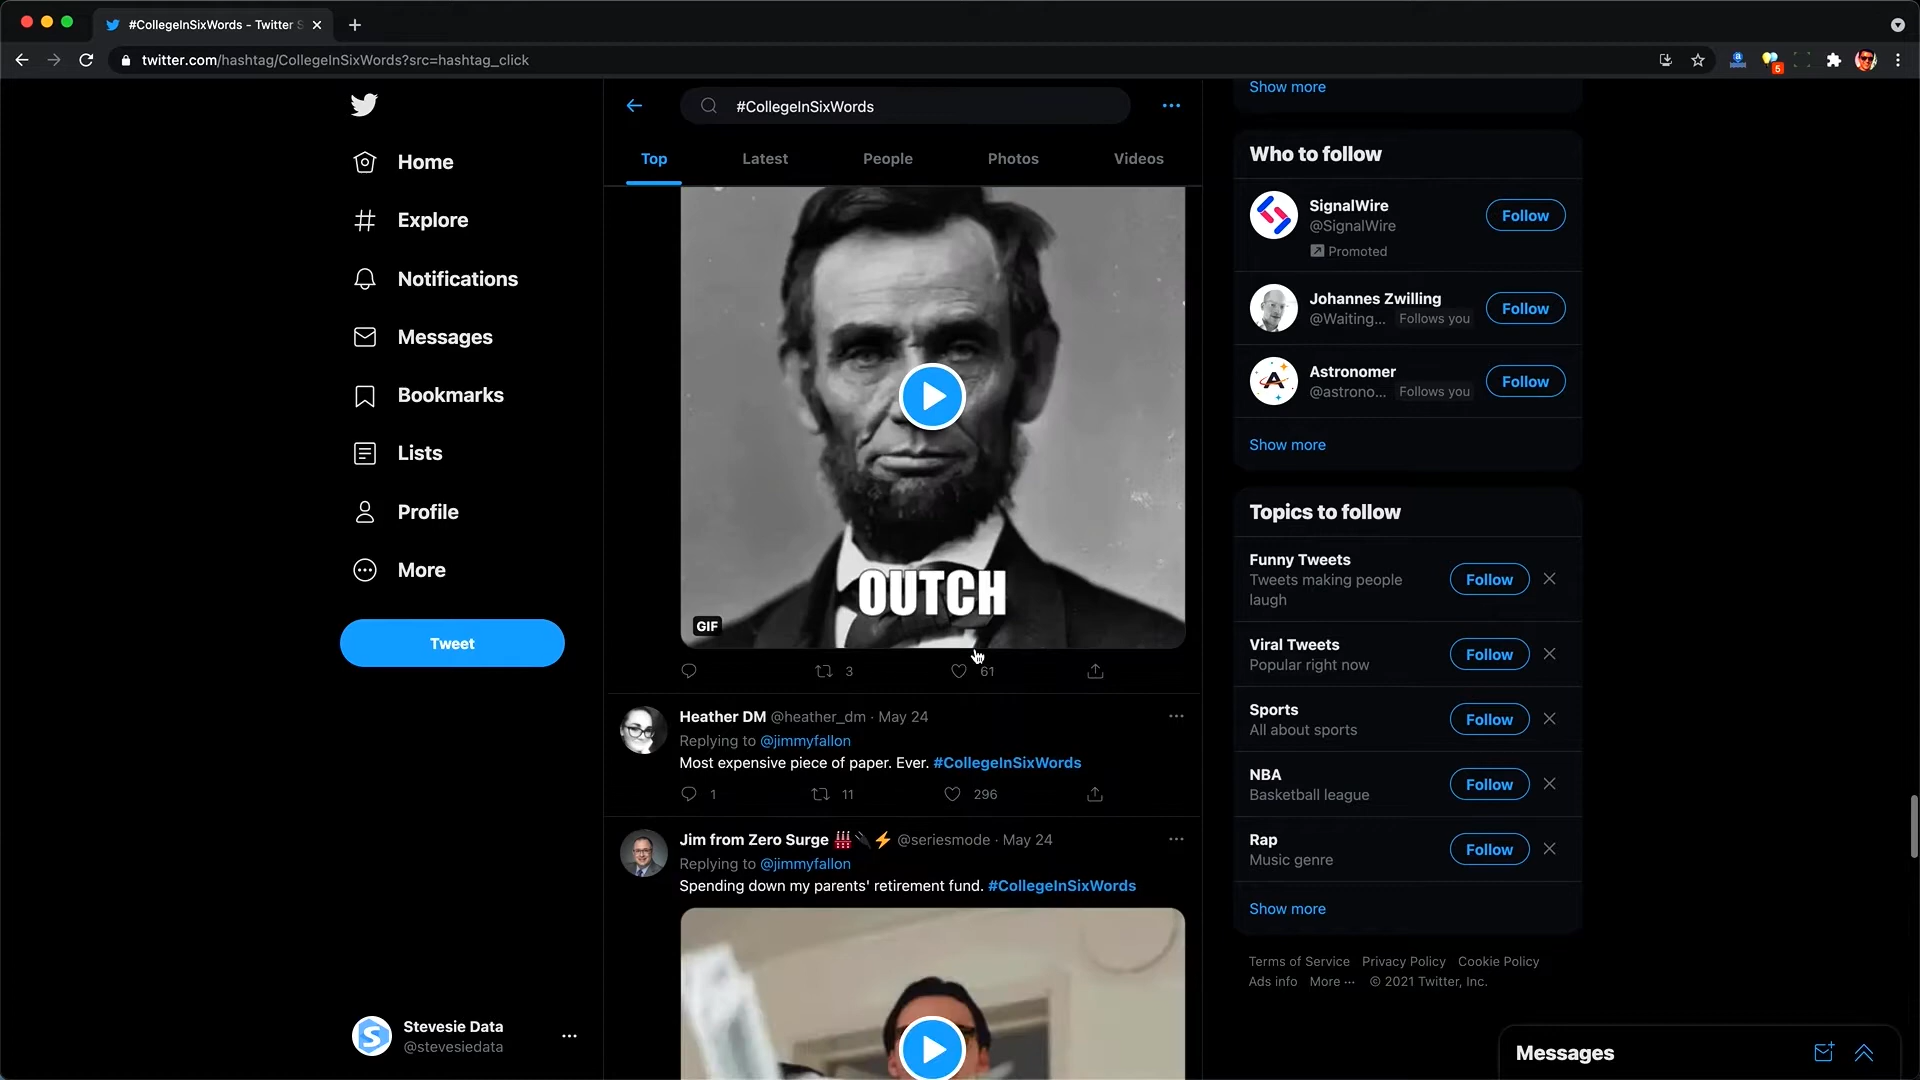 #CollegeInSixWords - Twitter S
twitter.com/hashtag/CollegeInSixWords?src=hashtag_click
5
Home
Explore
Notifications
Messages
Bookmarks
Lists
Profile
More
Tweet
Stevesie Data
@stevesiedata
#CollegeInSixWords
Top
Latest
People
Photos
Videos
OUTCH
GIF
3
61
Heather DM @heather_dm · May 24
Replying to @jimmyfallon
Most expensive piece of paper. Ever. #CollegeInSixWords
1
11
296
Jim from Zero Surge @seriesmode · May 24
Replying to @jimmyfallon
Spending down my parents' retirement fund. #CollegeInSixWords
Show more
Who to follow
SignalWire
@SignalWire
Promoted
Follow
Johannes Zwilling
@Waiting... Follows you
Follow
Astronomer
@astrono... Follows you
Follow
Show more
Topics to follow
Funny Tweets
Tweets making people
laugh
Follow
Viral Tweets
Popular right now
Follow
Sports
All about sports
Follow
NBA
Basketball league
Follow
Rap
Music genre
Follow
Show more
Terms of Service Privacy Policy Cookie Policy
Ads info More ··· © 2021 Twitter, Inc.
Messages